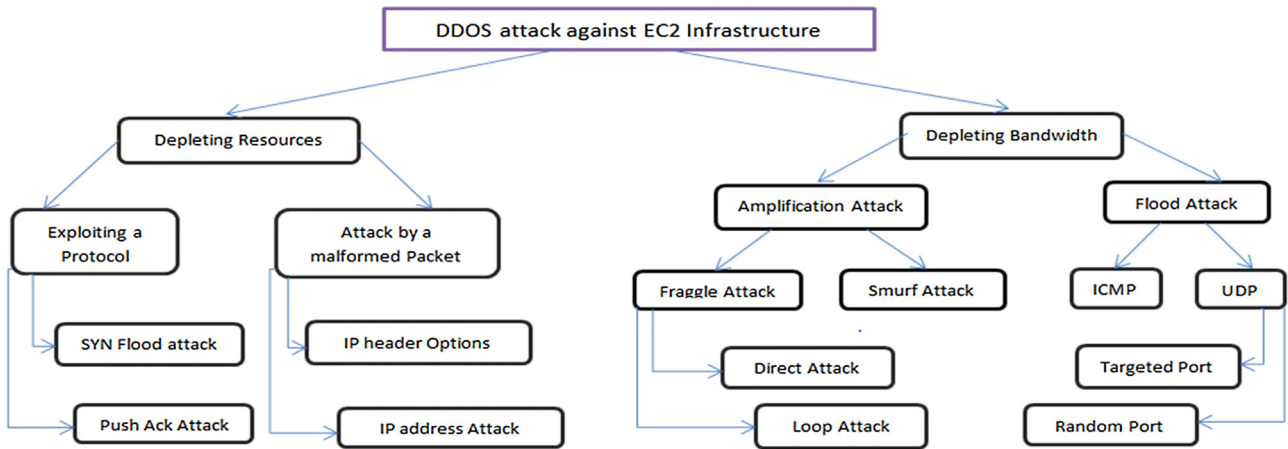 DDOS attack against EC2 Infrastructure
Depleting Resources
Depleting Bandwidth
Exploiting a
Protocol
Attack by a
malformed Packet
Amplification Attack
Flood Attack
Fraggle Attack
Smurf Attack
ICMP
UDP
SYN Flood attack
IP header Options
Direct Attack
Targeted Port
Push Ack Attack
IP address Attack
Loop Attack
Random Port